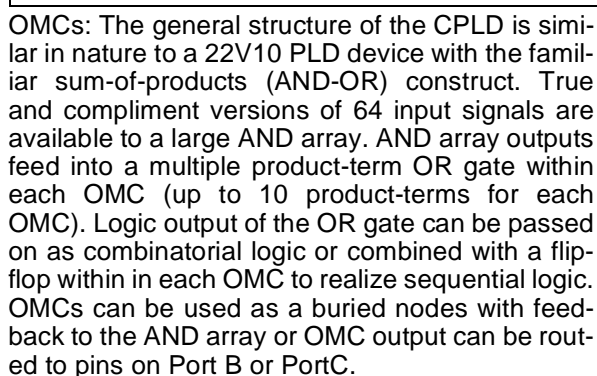 OMCs: The general structure of the CPLD is simi-
lar in nature to a 22V10 PLD device with the famil-
iar sum-of-products (AND-OR) construct. True
and compliment versions of 64 input signals are
available to a large AND array. AND array outputs
feed into a multiple product-term OR gate within
each OMC (up to 10 product-terms for each
OMC). Logic output of the OR gate can be passed
on as combinatorial logic or combined with a flip-
flop within in each OMC to realize sequential logic.
OMCs can be used as a buried nodes with feed-
back to the AND array or OMC output can be rout-
ed to pins on Port B or PortC.